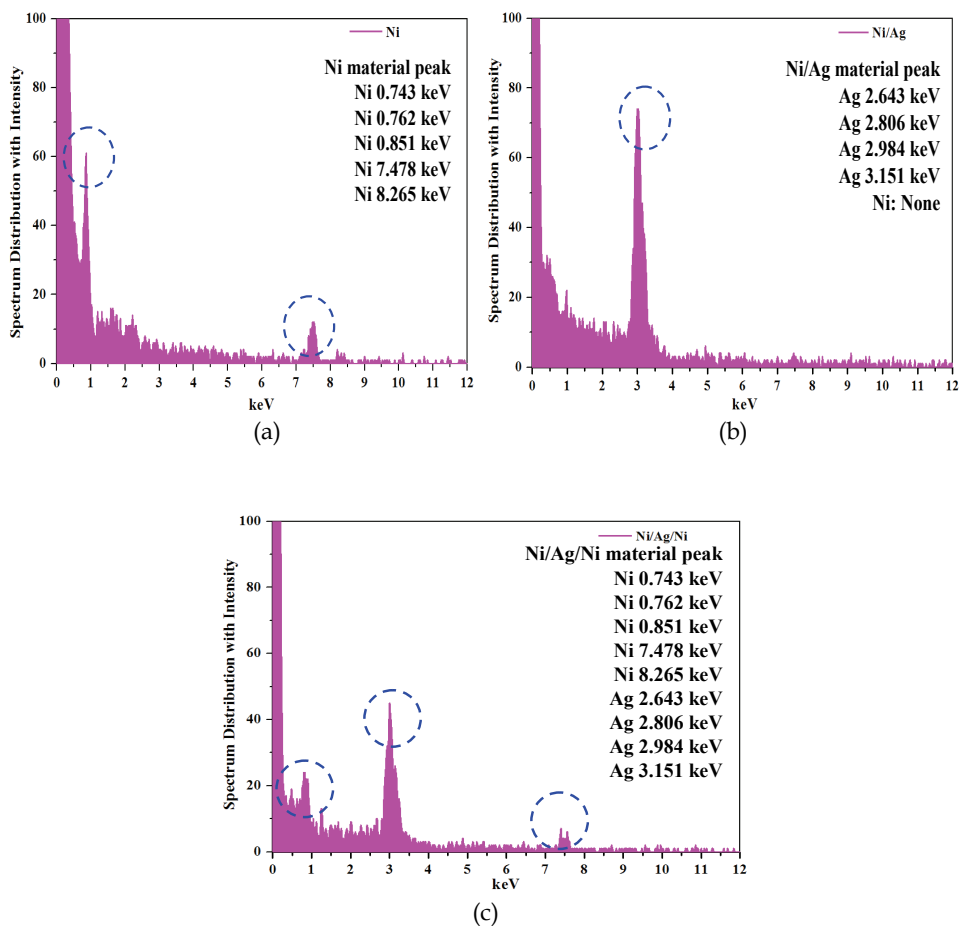 Ni
Ni material peak
Ni 0.743 keV
Ni 0.762 keV
Ni 0.851 keV
Ni 7.478 keV
Ni 8.265 keV
Spectrum Distribution with Intensity
100
80
60
40
20
0
0 1 2 3 4 5 6 7 8 9 10 11 12
keV
(a)
Ni/Ag
Ni/Ag material peak
Ag 2.643 keV
Ag 2.806 keV
Ag 2.984 keV
Ag 3.151 keV
Ni: None
Spectrum Distribution with Intensity
100
80
60
40
20
0
0 1 2 3 4 5 6 7 8 9 10 11 12
keV
(b)
Ni/Ag/Ni
Ni/Ag/Ni material peak
Ni 0.743 keV
Ni 0.762 keV
Ni 0.851 keV
Ni 7.478 keV
Ni 8.265 keV
Ag 2.643 keV
Ag 2.806 keV
Ag 2.984 keV
Ag 3.151 keV
Spectrum Distribution with Intensity
100
80
60
40
20
0
0 1 2 3 4 5 6 7 8 9 10 11 12
keV
(c)